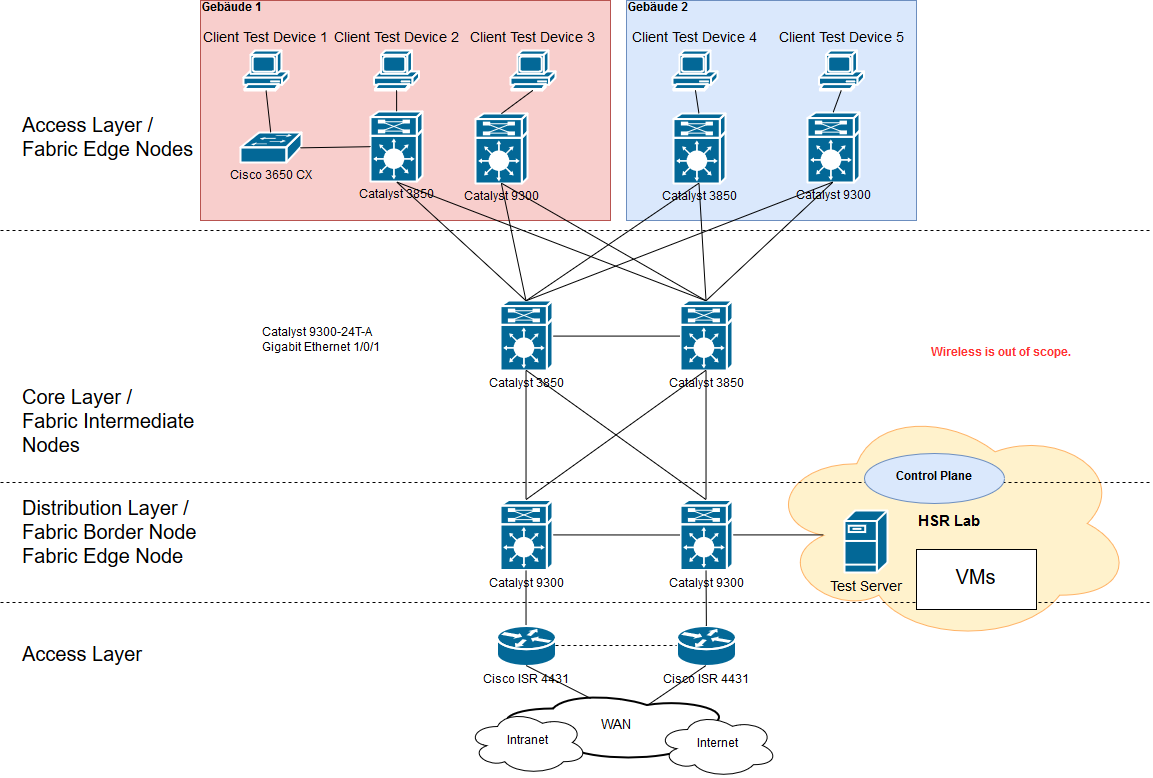 Gebäude 1
Gebäude 2
Client Test Device 1
Client Test Device 2
Client Test Device 3
Client Test Device 4
Client Test Device 5
Access Layer /
Fabric Edge Nodes
Cisco 3650 CX
Catalyst 3850
Catalyst 9300
Catalyst 3850
Catalyst 9300
Catalyst 9300-24T-A
Gigabit Ethernet 1/0/1
Wireless is out of scope.
Catalyst 3850
Catalyst 3850
Core Layer /
Fabric Intermediate
Nodes
Control Plane
Distribution Layer /
Fabric Border Node
Fabric Edge Node
HSR Lab
Catalyst 9300
Catalyst 9300
Test Server
VMs
Access Layer
Cisco ISR 4431
Cisco ISR 4431
WAN
Intranet
Internet